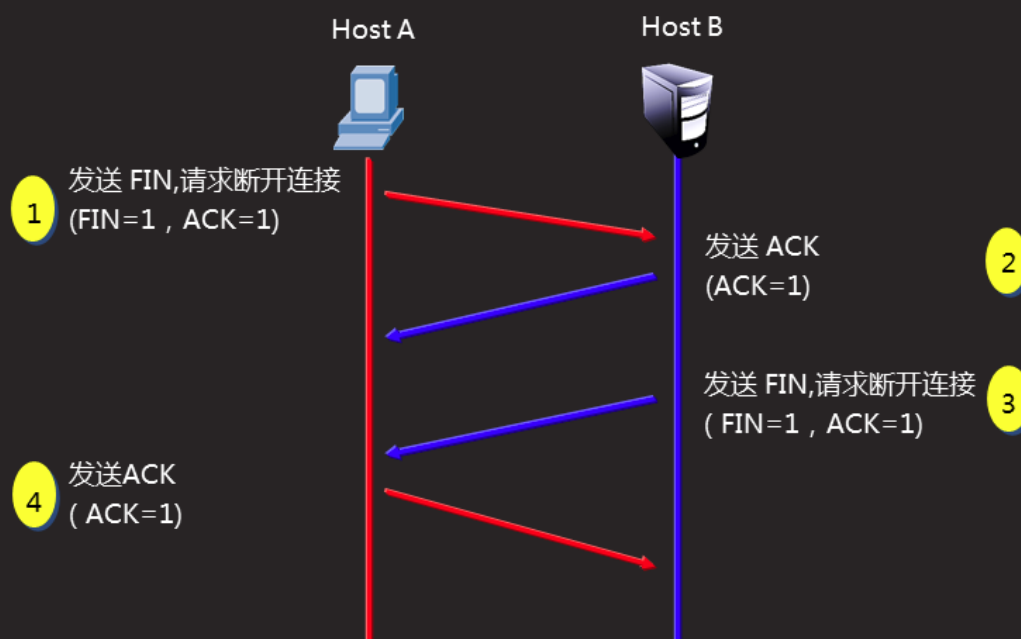 Host A
Host B
1
发送 FIN,请求断开连接
(FIN=1，ACK=1)
发送 ACK
(ACK=1)
2
发送 FIN,请求断开连接
( FIN=1，ACK=1)
3
4
发送ACK
( ACK=1)